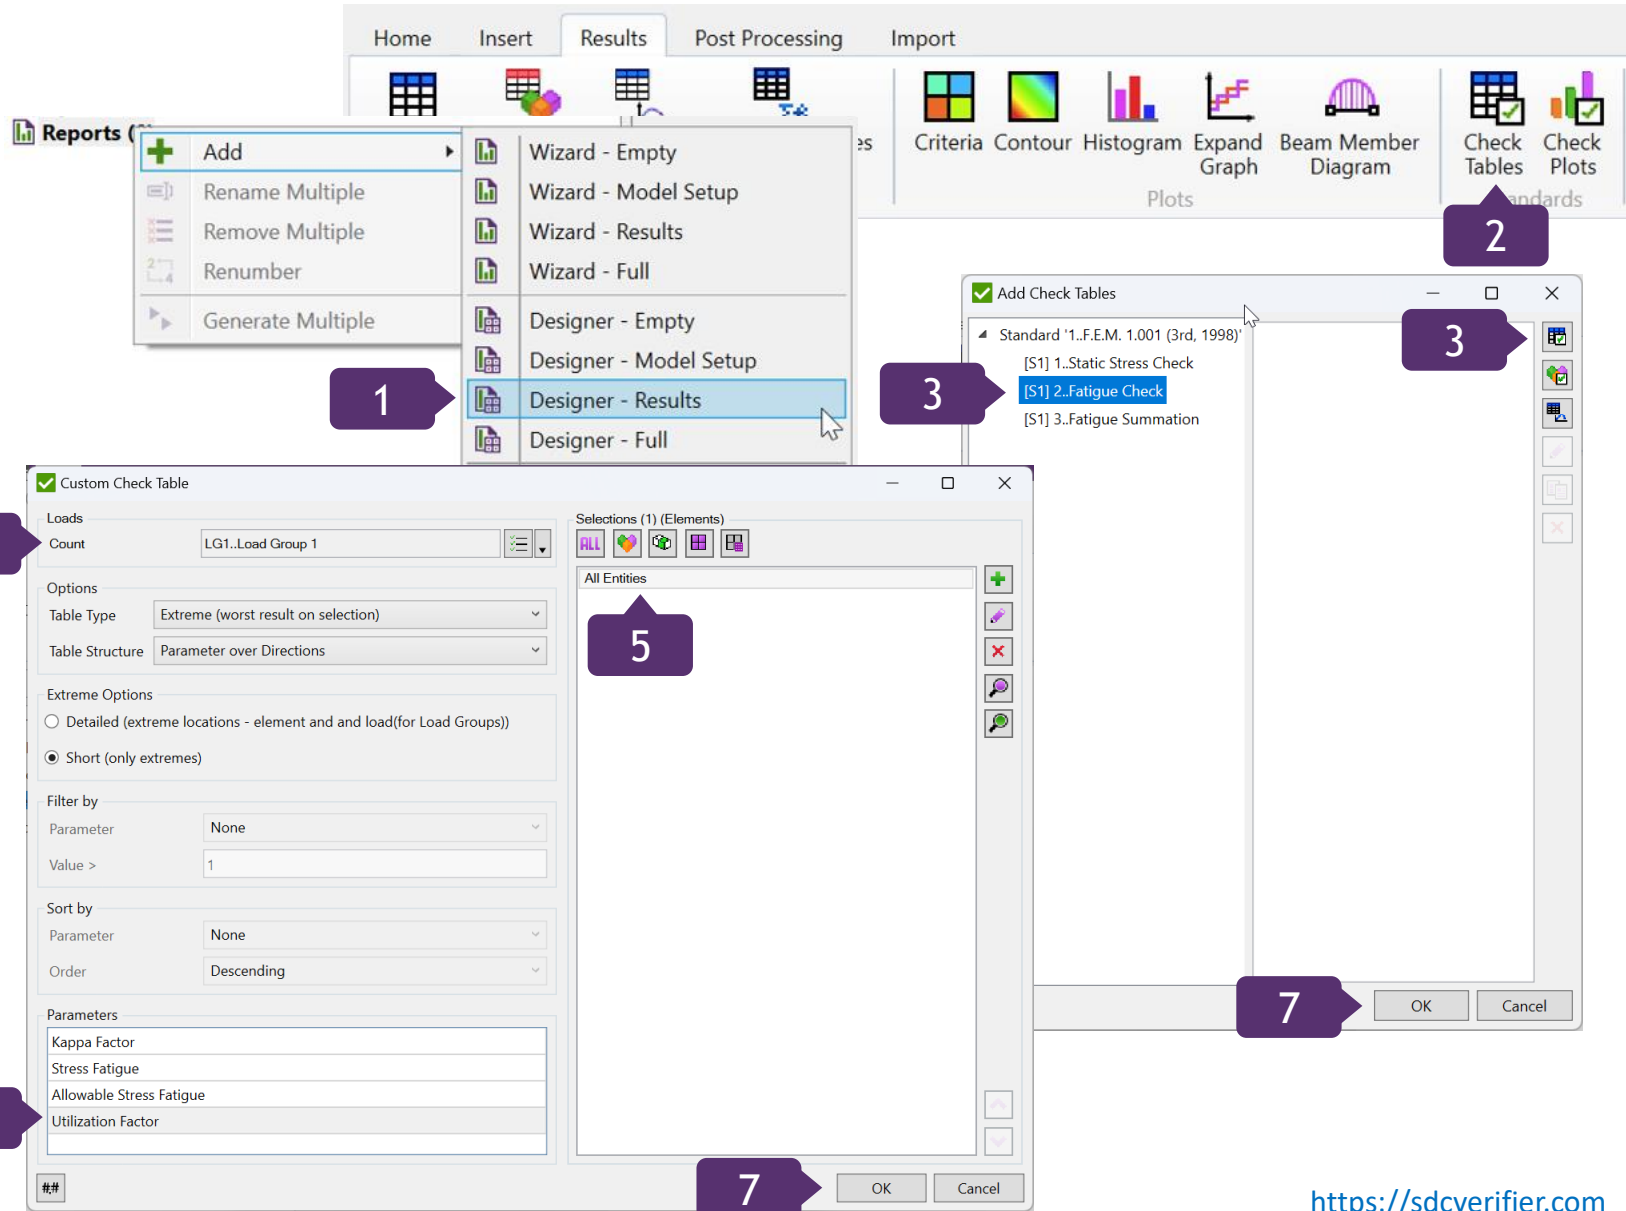 Home Insert Results Post Processing Import
Criteria Contour Histogram Expand Graph Beam Member Diagram Check Tables Check Plots
Plots
2
Reports
Add
Rename Multiple
Remove Multiple
Renumber
Generate Multiple
Wizard - Empty
Wizard - Model Setup
Wizard - Results
Wizard - Full
Designer - Empty
Designer - Model Setup
Designer - Results
Designer - Full
1
Add Check Tables
Standard '1..F.E.M. 1.001 (3rd, 1998)'
[S1] 1..Static Stress Check
[S1] 2..Fatigue Check
[S1] 3..Fatigue Summation
3
3
7
OK Cancel
Custom Check Table
Loads
Count LG1..Load Group 1
Options
Table Type Extreme (worst result on selection)
Table Structure Parameter over Directions
Extreme Options
Detailed (extreme locations - element and and load(for Load Groups))
Short (only extremes)
Filter by
Parameter None
Value > 1
Sort by
Parameter None
Order Descending
Parameters
Kappa Factor
Stress Fatigue
Allowable Stress Fatigue
Utilization Factor
#.#
Selections (1) (Elements)
ALL
All Entities
5
7
OK Cancel
https://sdcverifier.com